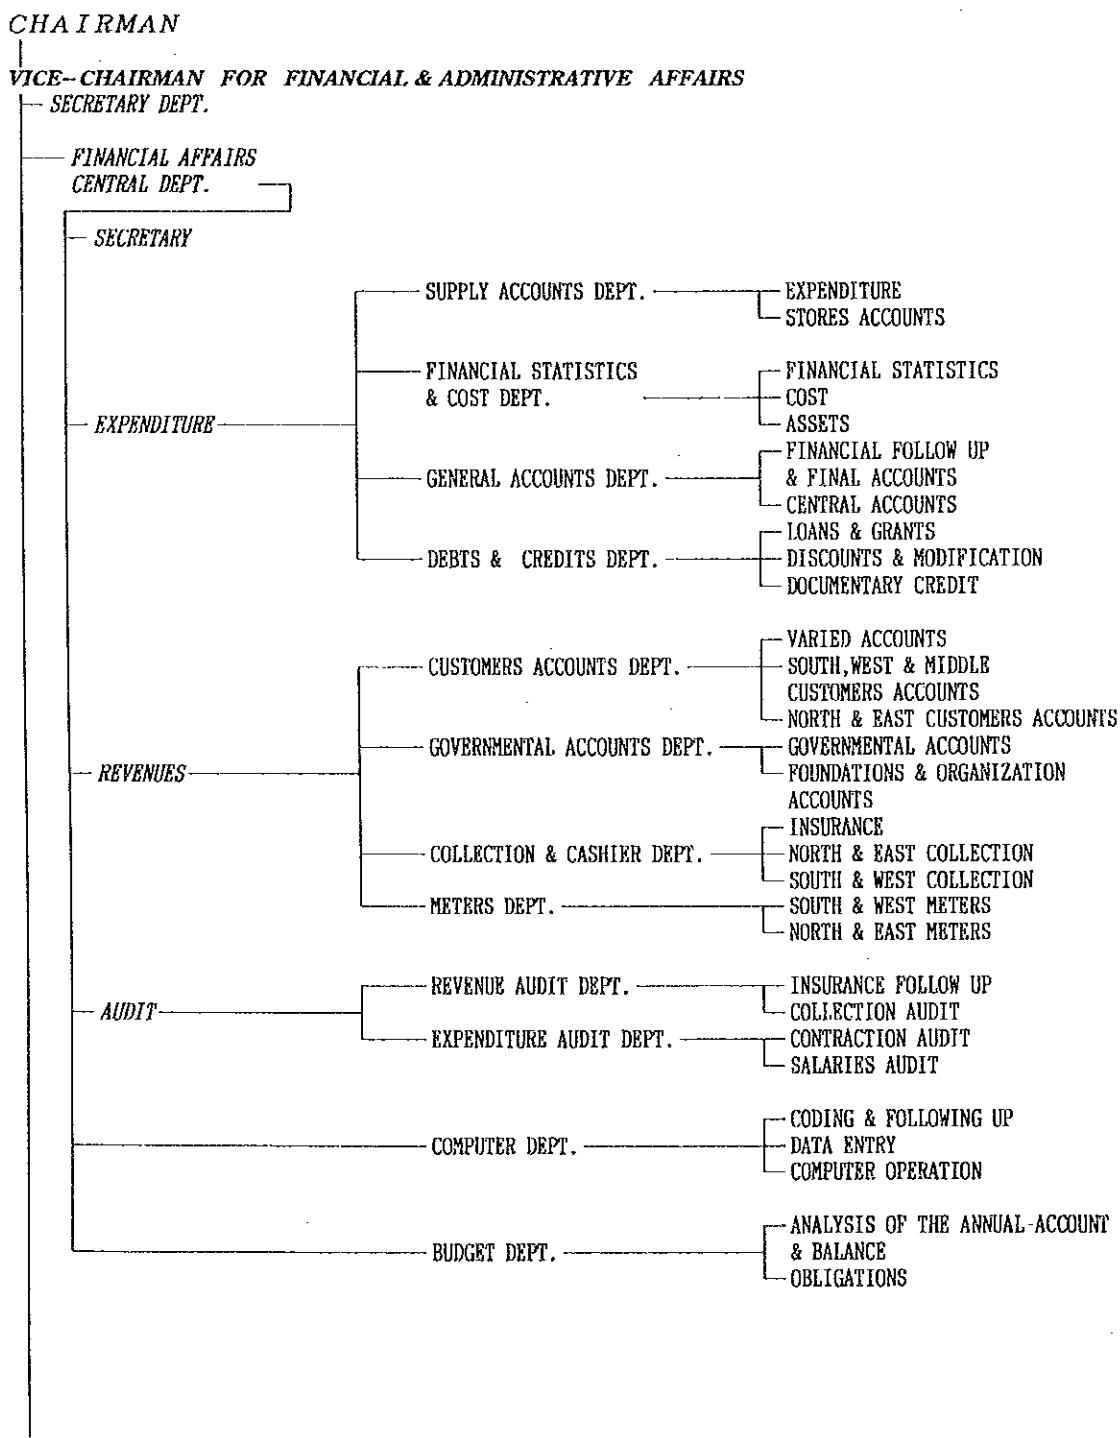 CHAIRMAN
VICE-CHAIRMAN FOR FINANCIAL & ADMINISTRATIVE AFFAIRS
SECRETARY DEPT.
FINANCIAL AFFAIRS
CENTRAL DEPT.
SECRETARY
EXPENDITURE
SUPPLY ACCOUNTS DEPT.
EXPENDITURE
STORES ACCOUNTS
FINANCIAL STATISTICS
& COST DEPT.
FINANCIAL STATISTICS
COST
ASSETS
GENERAL ACCOUNTS DEPT.
FINANCIAL FOLLOW UP
& FINAL ACCOUNTS
CENTRAL ACCOUNTS
DEBTS & CREDITS DEPT.
LOANS & GRANTS
DISCOUNTS & MODIFICATION
DOCUMENTARY CREDIT
REVENUES
CUSTOMERS ACCOUNTS DEPT.
VARIED ACCOUNTS
SOUTH,WEST & MIDDLE
CUSTOMERS ACCOUNTS
NORTH & EAST CUSTOMERS ACCOUNTS
GOVERNMENTAL ACCOUNTS DEPT.
GOVERNMENTAL ACCOUNTS
FOUNDATIONS & ORGANIZATION
ACCOUNTS
COLLECTION & CASHIER DEPT.
INSURANCE
NORTH & EAST COLLECTION
SOUTH & WEST COLLECTION
METERS DEPT.
SOUTH & WEST METERS
NORTH & EAST METERS
AUDIT
REVENUE AUDIT DEPT.
INSURANCE FOLLOW UP
COLLECTION AUDIT
EXPENDITURE AUDIT DEPT.
CONTRACTION AUDIT
SALARIES AUDIT
COMPUTER DEPT.
CODING & FOLLOWING UP
DATA ENTRY
COMPUTER OPERATION
BUDGET DEPT.
ANALYSIS OF THE ANNUAL-ACCOUNT
& BALANCE
OBLIGATIONS